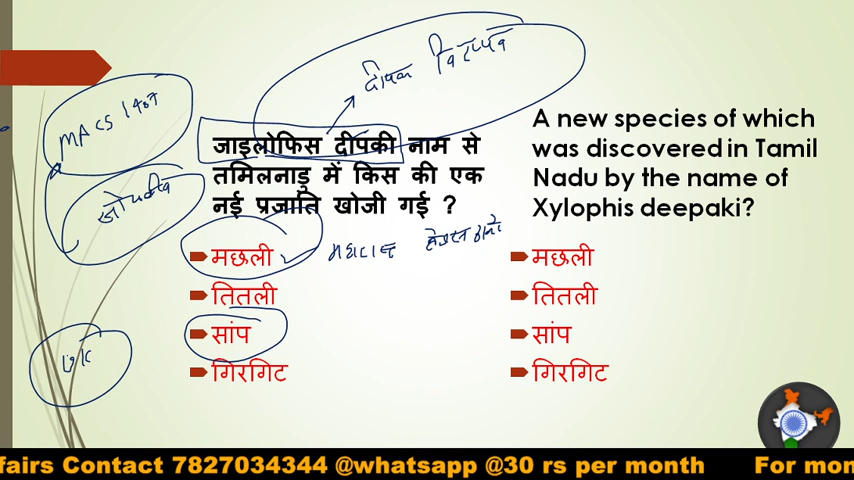 जाइलोफिस दीपकी नाम से
तमिलनाडु में किस की एक
नई प्रजाति खोजी गई ?
मछली
तितली
सांप
गिरगिट
A new species of which
was discovered in Tamil
Nadu by the name of
Xylophis deepaki?
मछली
तितली
सांप
गिरगिट
दीपक
MACS 1407
ffairs Contact 7827034344 @whatsapp @30 rs per month
For mon